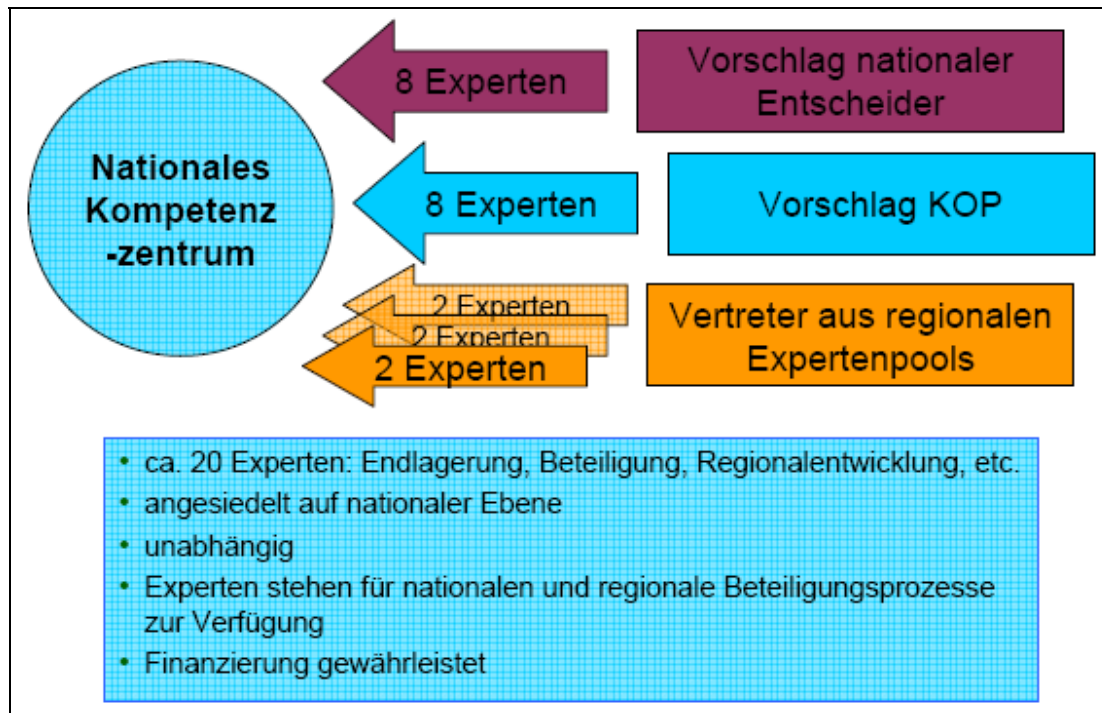 8 Experten
Vorschlag nationaler
Entscheider
Nationales
Kompetenz
-zentrum
8 Experten
Vorschlag KOP
2 Experten
2 Experten
2 Experten
Vertreter aus regionalen
Expertenpools
• ca. 20 Experten: Endlagerung, Beteiligung, Regionalentwicklung, etc.
• angesiedelt auf nationaler Ebene
• unabhängig
• Experten stehen für nationalen und regionale Beteiligungsprozesse
zur Verfügung
• Finanzierung gewährleistet